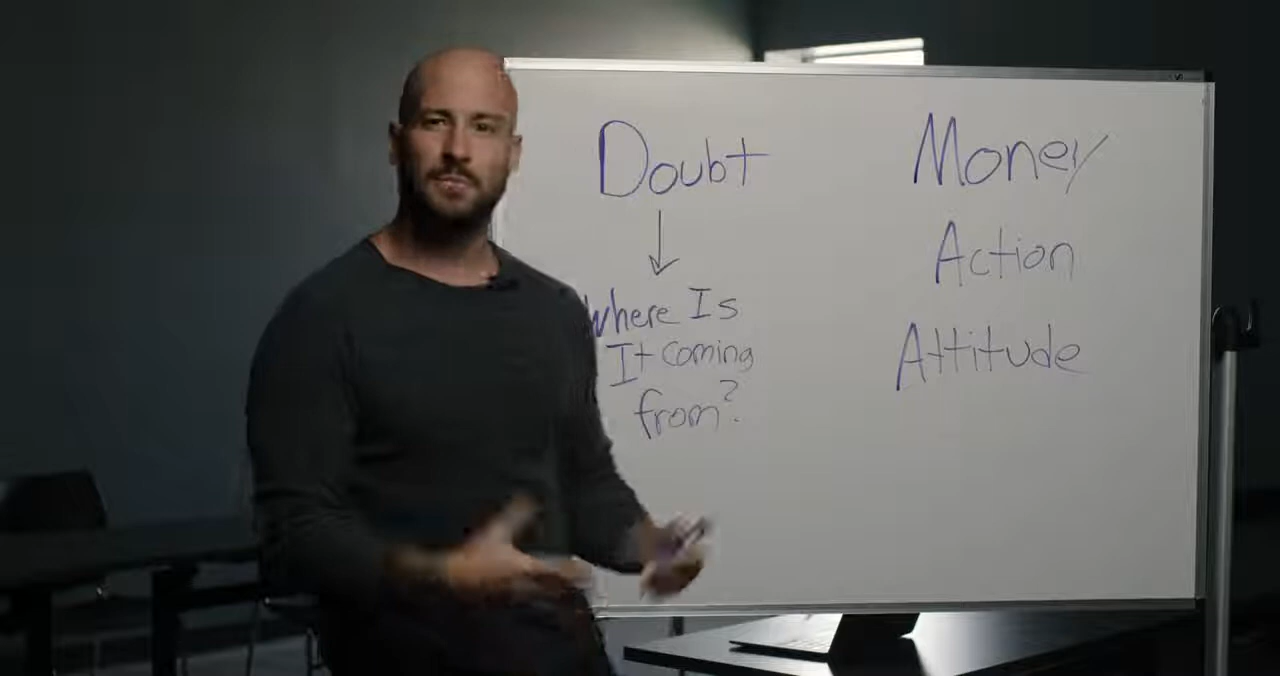 Doubt
Where Is
It coming
from?
Money
Action
Attitude